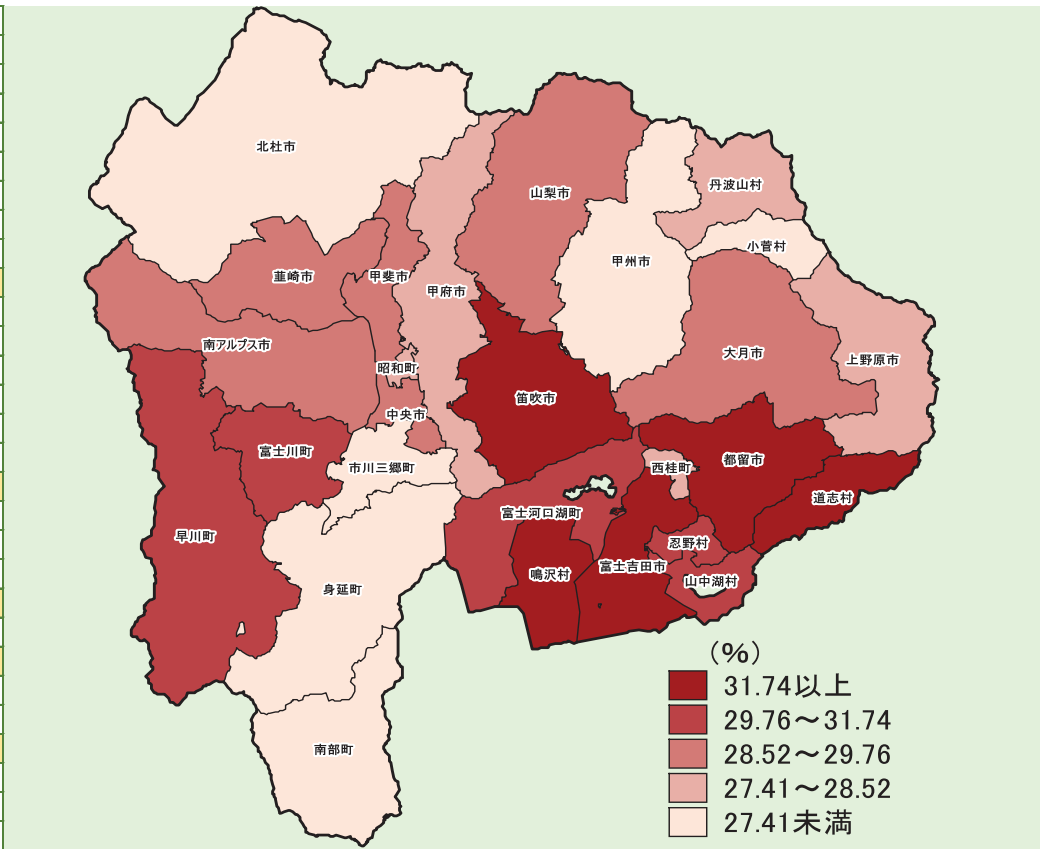 北杜市
山梨市
丹波山村
小菅村
甲州市
韮崎市
甲斐市
甲府市
南アルプス市
大月市
上野原市
昭和町
笛吹市
中央市
富士川町
市川三郷町
西桂町
都留市
道志村
富士河口湖町
早川町
忍野村
鳴沢村
富士吉田市
山中湖村
身延町
南部町
(%)
31.74以上
29.76～31.74
28.52～29.76
27.41～28.52
27.41未満